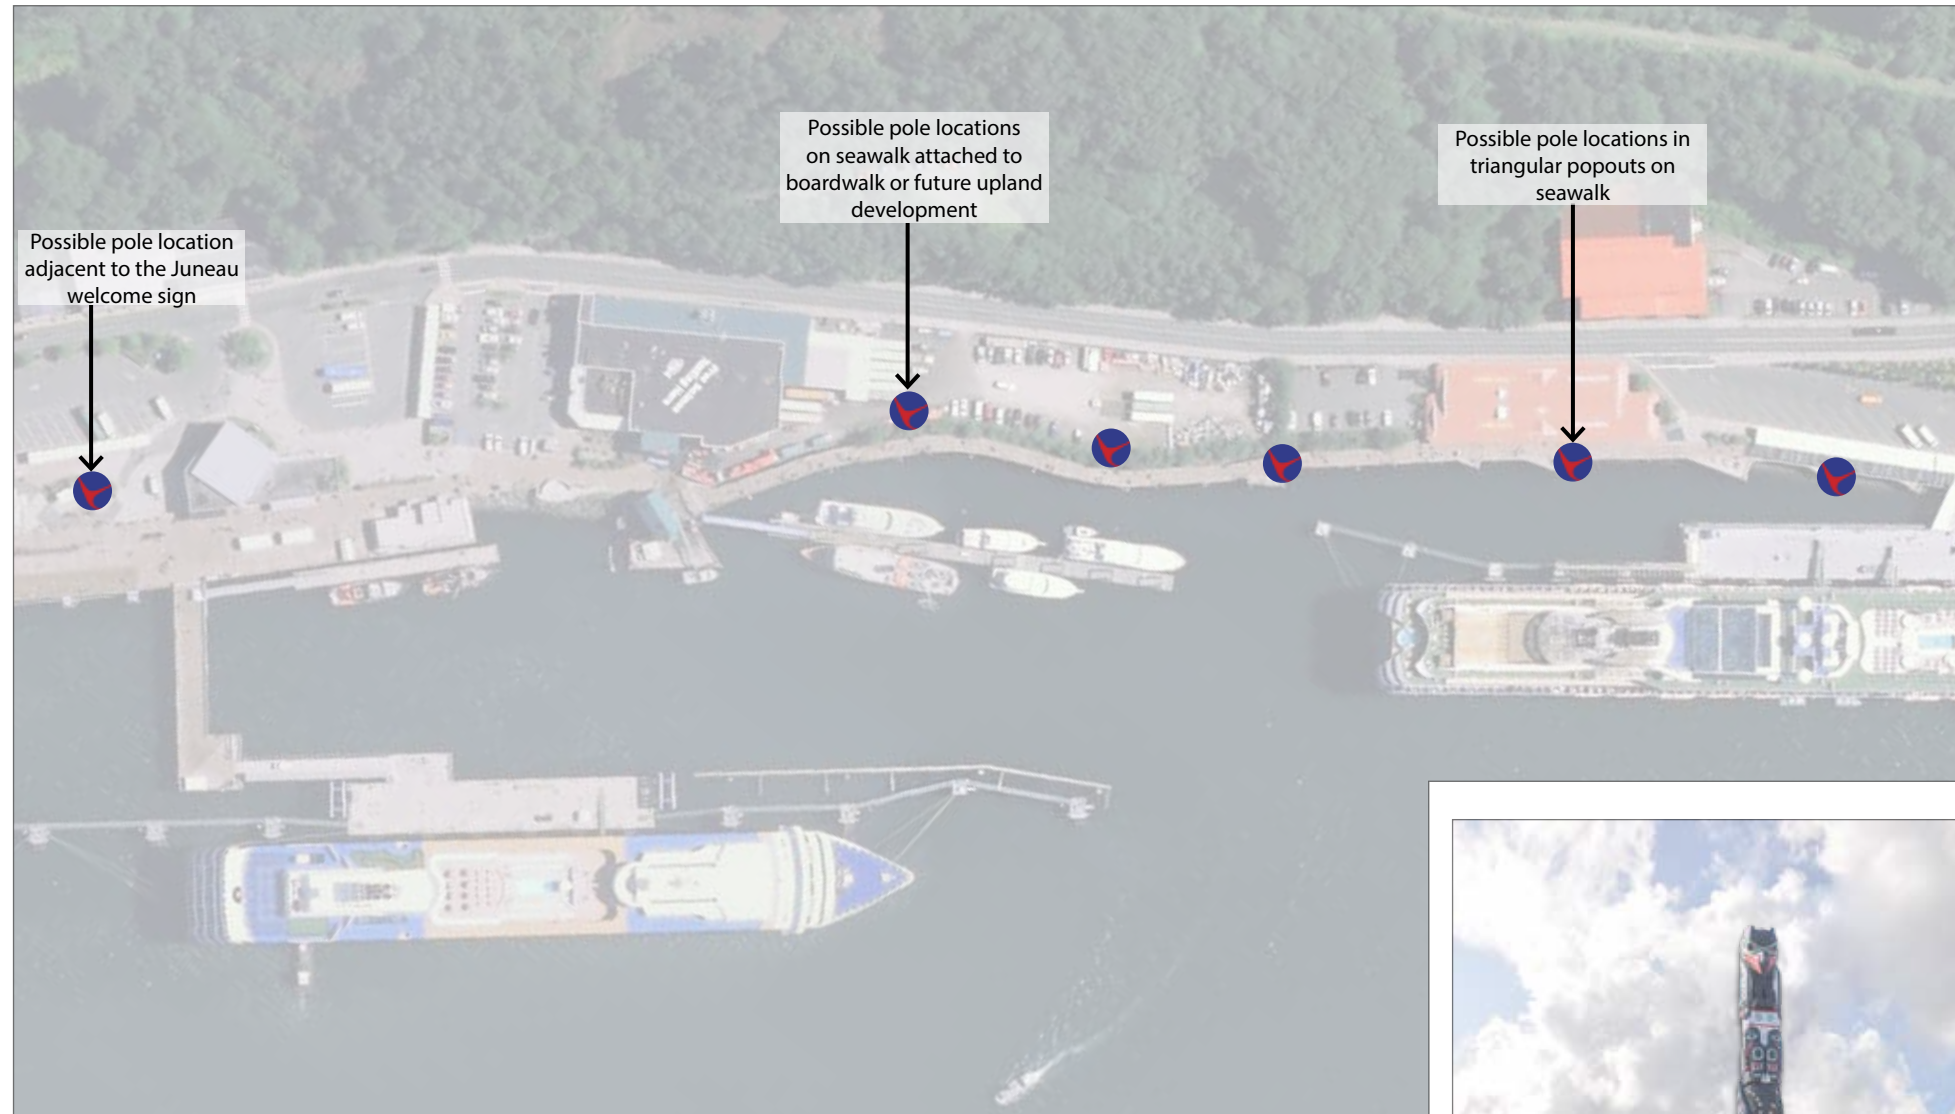 Possible pole location
adjacent to the Juneau
welcome sign
Possible pole locations
on seawalk attached to
boardwalk or future upland
development
Possible pole locations in
triangular popouts on
seawalk